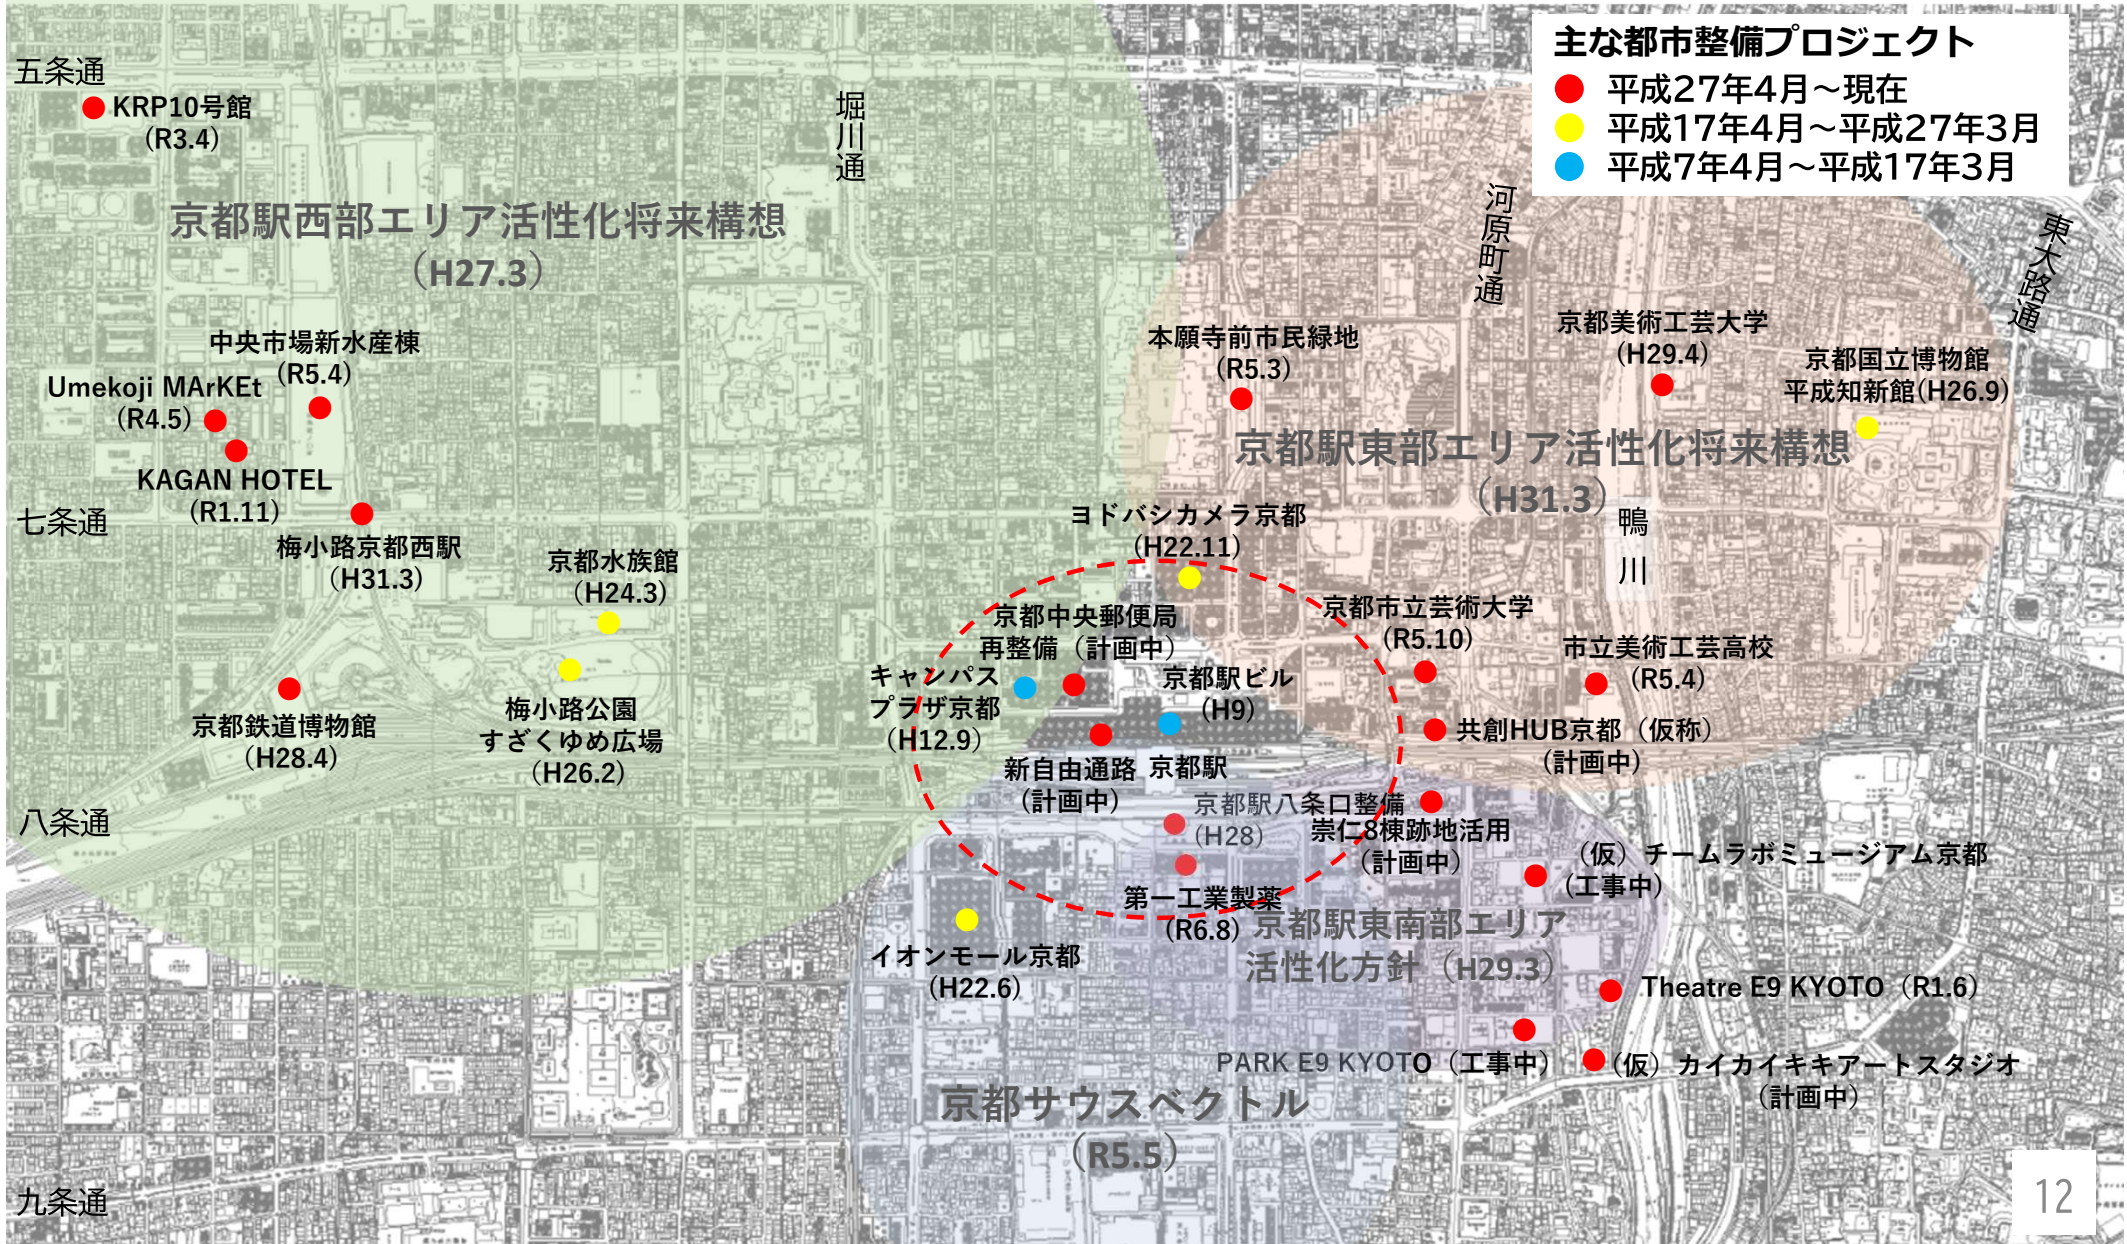 主な都市整備プロジェクト
平成27年4月～現在
平成17年4月～平成27年3月
平成7年4月～平成17年3月
五条通
KRP10号館
(R3.4)
堀川通
河原町通
東大路通
京都駅西部エリア活性化将来構想
（H27.3）
中央市場新水産棟
(R5.4)
Umekoji MArKEt
(R4.5)
KAGAN HOTEL
(R1.11)
七条通
梅小路京都西駅
(H31.3)
京都水族館
(H24.3)
京都鉄道博物館
(H28.4)
梅小路公園
すざくゆめ広場
(H26.2)
八条通
九条通
本願寺前市民緑地
(R5.3)
京都美術工芸大学
(H29.4)
京都国立博物館
平成知新館(H26.9)
京都駅東部エリア活性化将来構想
（H31.3）
鴨川
ヨドバシカメラ京都
(H22.11)
京都中央郵便局
再整備（計画中）
キャンパス
プラザ京都
(H12.9)
京都駅ビル
(H9)
新自由通路
(計画中)
京都駅
京都市立芸術大学
(R5.10)
市立美術工芸高校
(R5.4)
共創HUB京都（仮称）
(計画中)
京都駅八条口整備
(H28)
崇仁8棟跡地活用
(計画中)
第一工業製薬
(R6.8)
（仮）チームラボミュージアム京都
(工事中)
京都駅東南部エリア
活性化方針（H29.3）
イオンモール京都
(H22.6)
Theatre E9 KYOTO（R1.6）
PARK E9 KYOTO（工事中）
（仮）カイカイキキアートスタジオ
(計画中)
京都サウスベクトル
（R5.5）
12